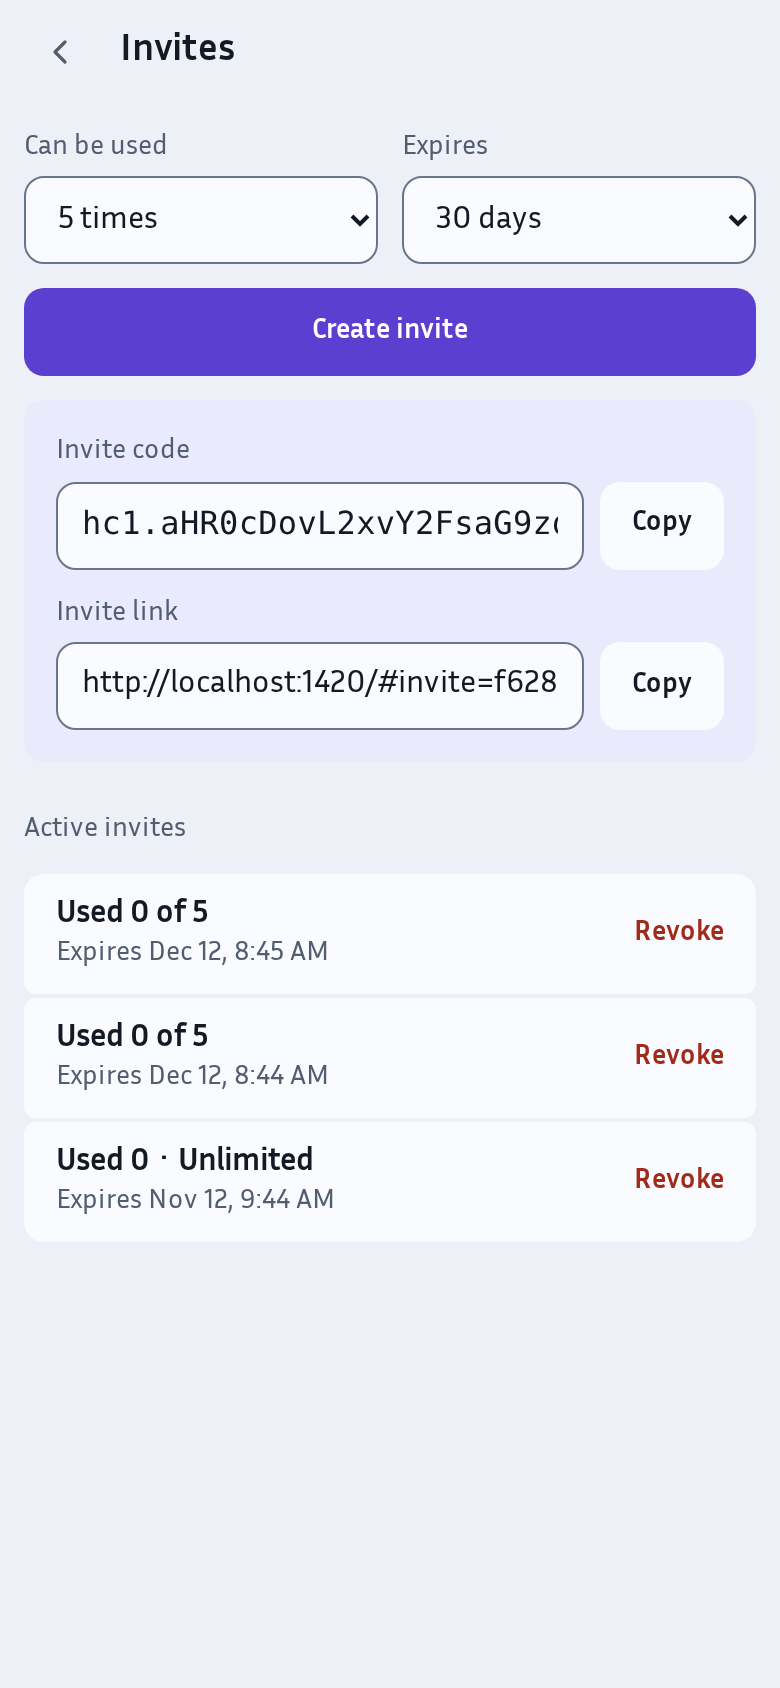 Invites
Can be used
Expires
5 times
30 days
Create invite
Invite code
hc1.aHR0cDovL2xvY2FsaG9z
Copy
Invite link
http://localhost:1420/#invite=f628
Copy
Active invites
Used 0 of 5
Expires Dec 12, 8:45 AM
Revoke
Used 0 of 5
Expires Dec 12, 8:44 AM
Revoke
Used 0 · Unlimited
Expires Nov 12, 9:44 AM
Revoke